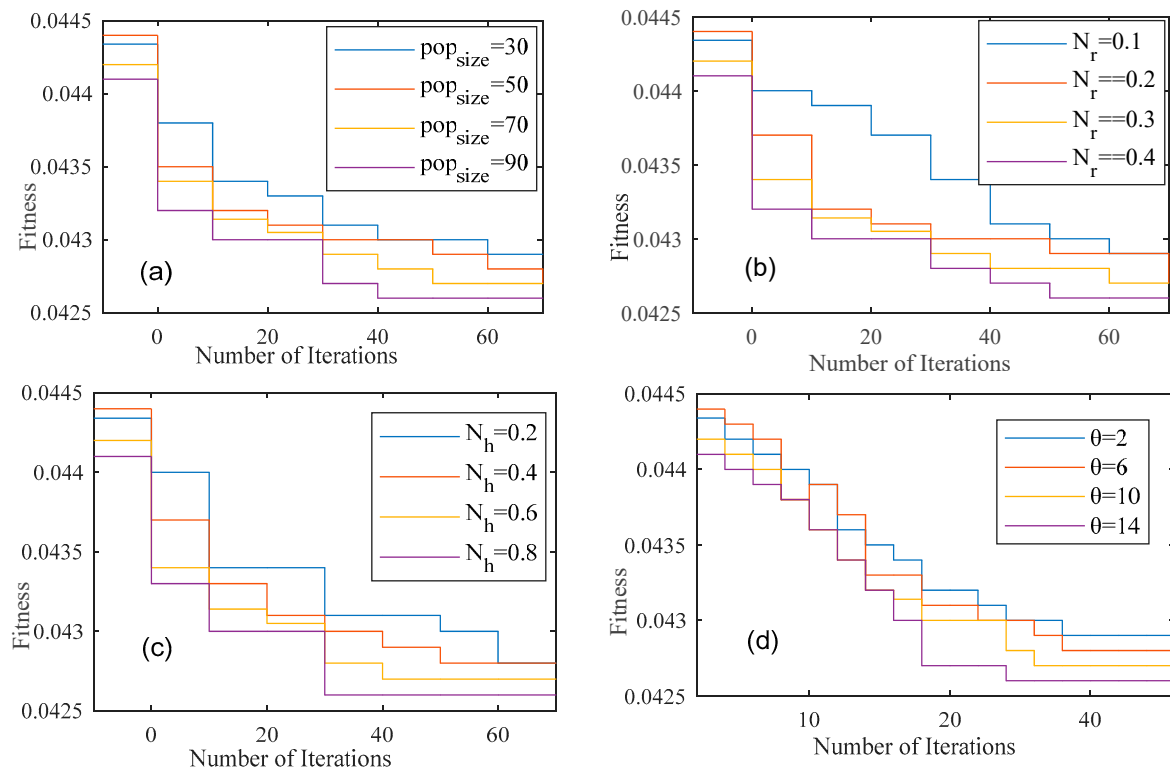 0.0445
0.044
0.0435
0.043
0.0425
Fitness
pop_size=30
pop_size=50
pop_size=70
pop_size=90
(a)
0 20 40 60
Number of Iterations
0.0445
0.044
0.0435
0.043
0.0425
Fitness
N_r=0.1
N_r==0.2
N_r==0.3
N_r==0.4
(b)
0 20 40 60
Number of Iterations
0.0445
0.044
0.0435
0.043
0.0425
Fitness
N_h=0.2
N_h=0.4
N_h=0.6
N_h=0.8
(c)
0 20 40 60
Number of Iterations
0.0445
0.044
0.0435
0.043
0.0425
Fitness
θ=2
θ=6
θ=10
θ=14
(d)
10 20 40
Number of Iterations